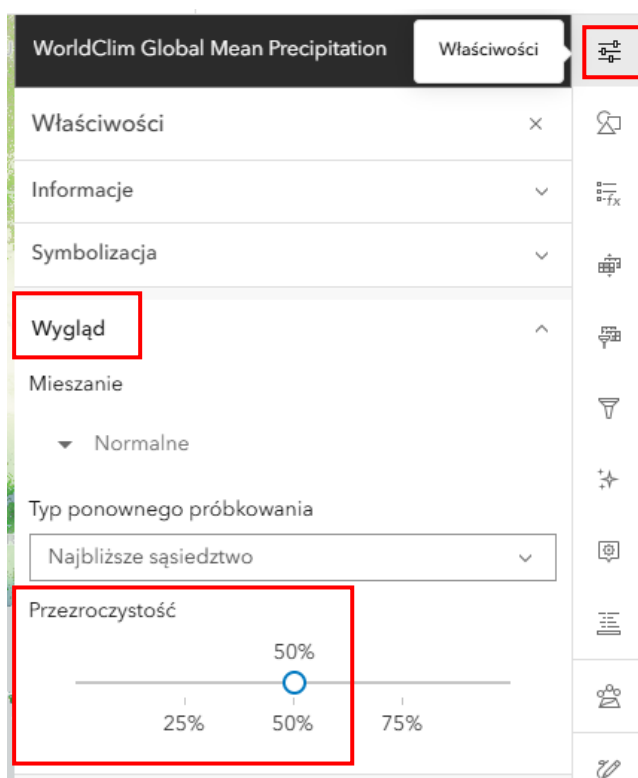 WorldClim Global Mean Precipitation
Właściwości
Właściwości
Informacje
Symbolizacja
fx
Wygląd
Mieszanie
Normalne
Typ ponownego próbkowania
Najbliższe sąsiedztwo
Przezroczystość
50%
25% 50% 75%